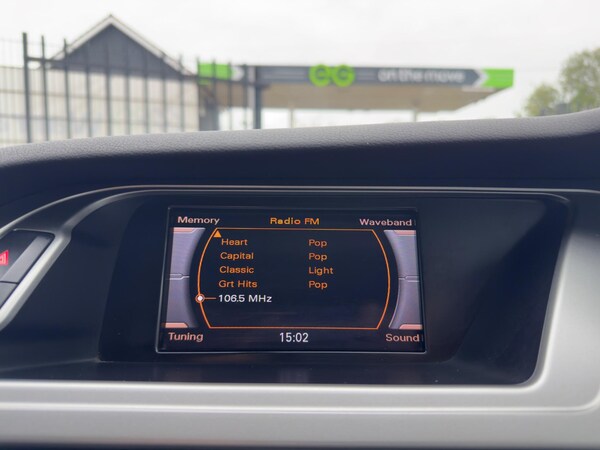 EG on the move
Memory Radio FM Waveband
Heart Pop
Capital Pop
Classic Light
Grt Hits Pop
106.5 MHz
Tuning 15:02 Sound